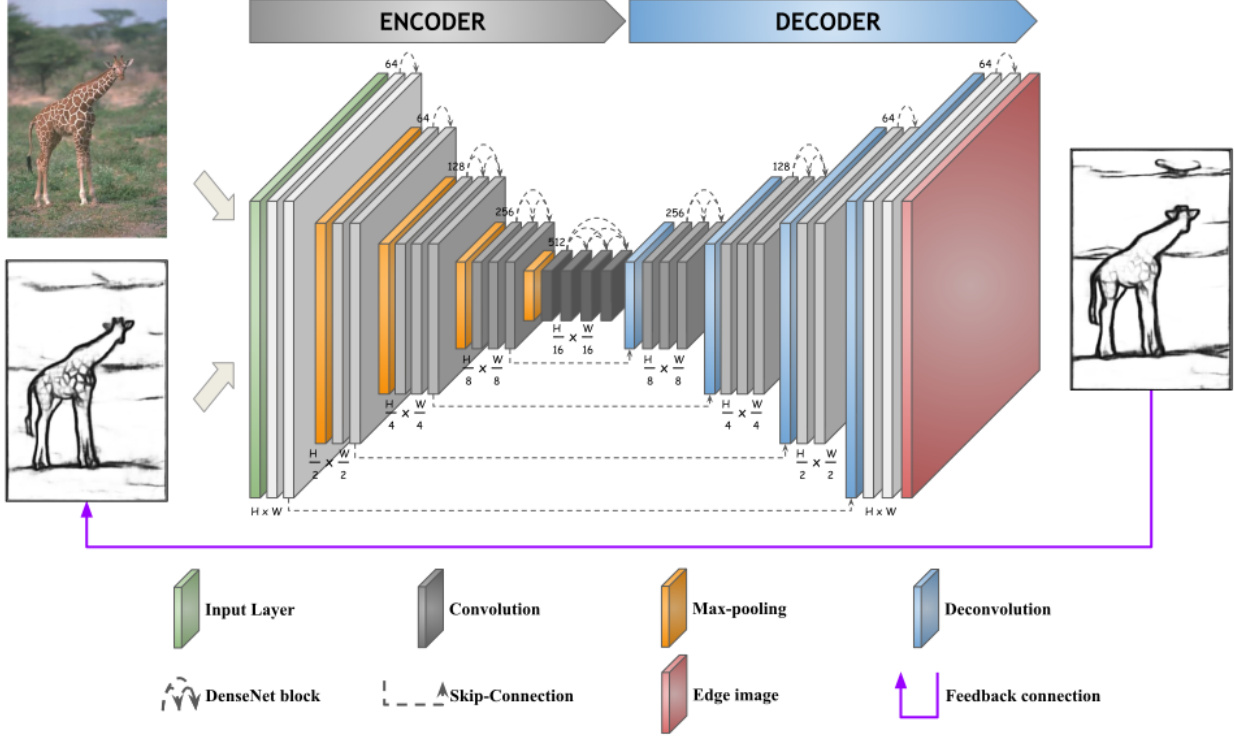 ENCODER
DECODER
64
64
128
256
512
256
128
64
64
H x W
H/2 x W/2
H/4 x W/4
H/8 x W/8
H/16 x W/16
H/8 x W/8
H/4 x W/4
H/2 x W/2
H x W
Input Layer
Convolution
Max-pooling
Deconvolution
DenseNet block
Skip-Connection
Edge image
Feedback connection